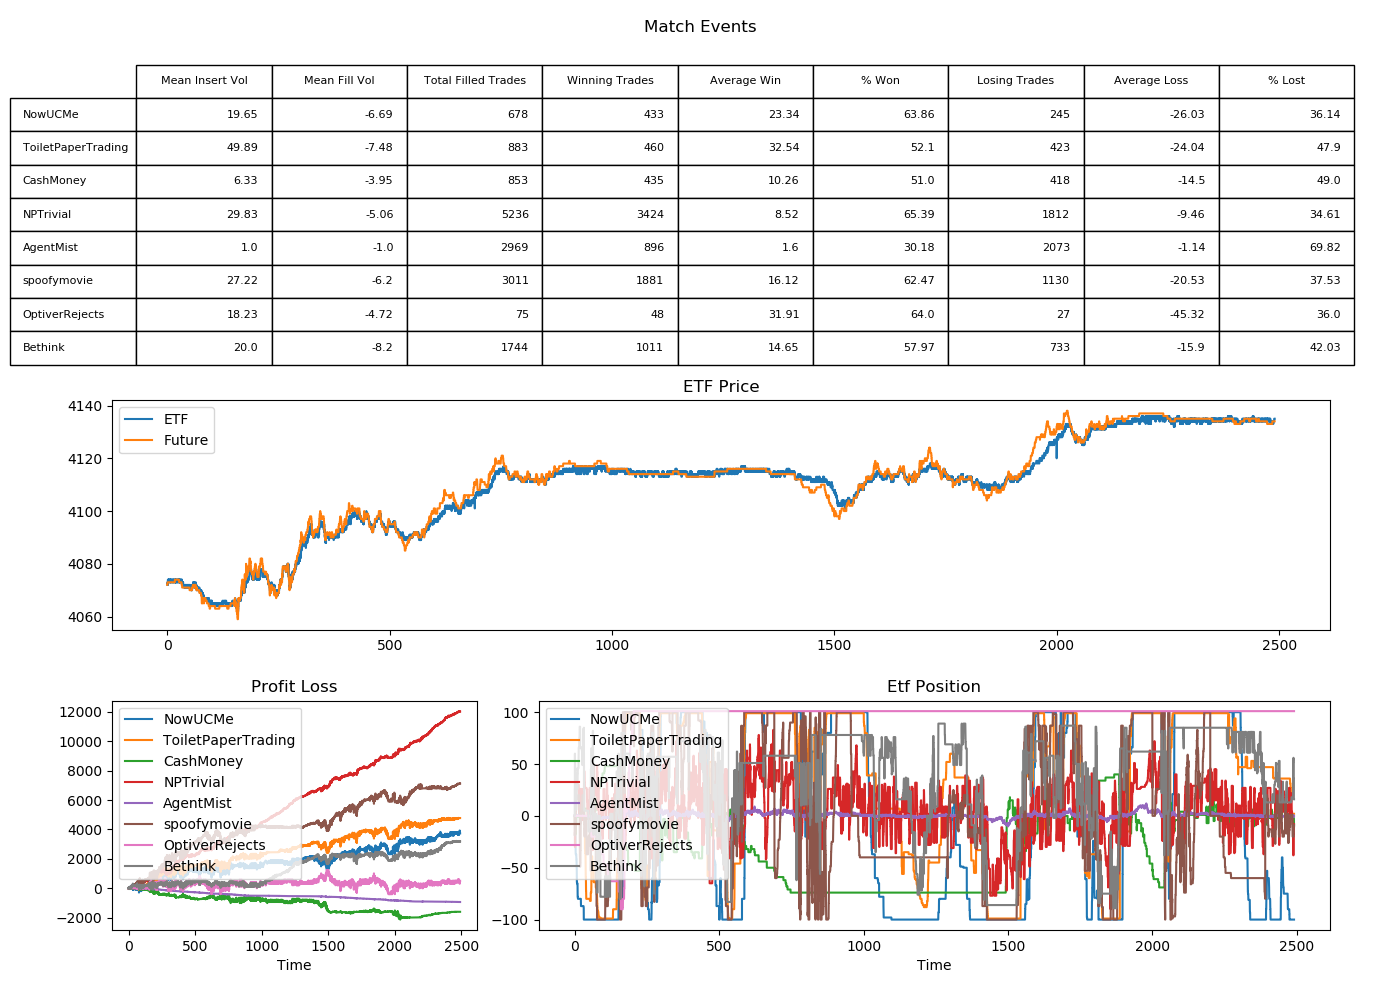 Match Events
Mean Insert Vol Mean Fill Vol Total Filled Trades Winning Trades Average Win % Won Losing Trades Average Loss % Lost
NowUCMe 19.65 -6.69 678 433 23.34 63.86 245 -26.03 36.14
ToiletPaperTrading 49.89 -7.48 883 460 32.54 52.1 423 -24.04 47.9
CashMoney 6.33 -3.95 853 435 10.26 51.0 418 -14.5 49.0
NPTrivial 29.83 -5.06 5236 3424 8.52 65.39 1812 -9.46 34.61
AgentMist 1.0 -1.0 2969 896 1.6 30.18 2073 -1.14 69.82
spoofymovie 27.22 -6.2 3011 1881 16.12 62.47 1130 -20.53 37.53
OptiverRejects 18.23 -4.72 75 48 31.91 64.0 27 -45.32 36.0
Bethink 20.0 -8.2 1744 1011 14.65 57.97 733 -15.9 42.03
ETF Price
4140
4120
4100
4080
4060
ETF
Future
0 500 1000 1500 2000 2500
Profit Loss
12000
10000
8000
6000
4000
2000
0
−2000
NowUCMe
ToiletPaperTrading
CashMoney
NPTrivial
AgentMist
spoofymovie
OptiverRejects
Bethink
0 500 1000 1500 2000 2500
Time
Etf Position
100
50
0
−50
−100
NowUCMe
ToiletPaperTrading
CashMoney
NPTrivial
AgentMist
spoofymovie
OptiverRejects
Bethink
0 500 1000 1500 2000 2500
Time